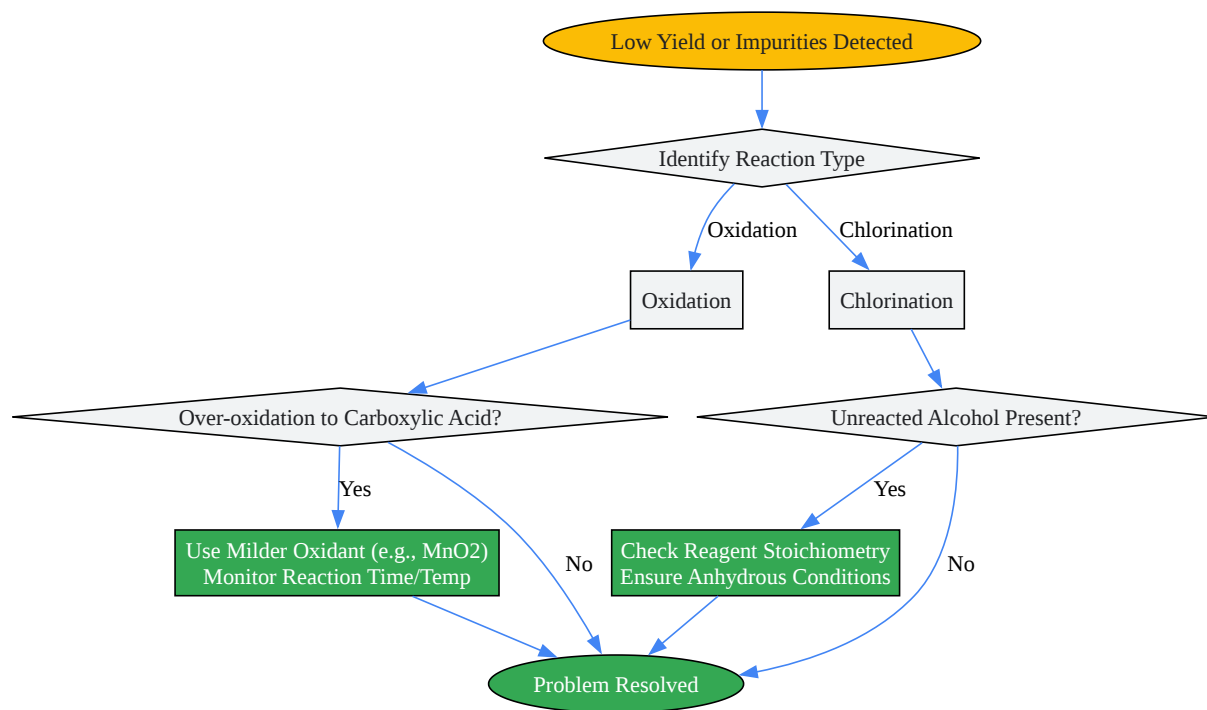 Low Yield or Impurities Detected
Identify Reaction Type
Oxidation
Chlorination
Oxidation
Chlorination
Over-oxidation to Carboxylic Acid?
Unreacted Alcohol Present?
Yes
Yes
Use Milder Oxidant (e.g., MnO2)
Monitor Reaction Time/Temp
No
Check Reagent Stoichiometry
Ensure Anhydrous Conditions
No
Problem Resolved